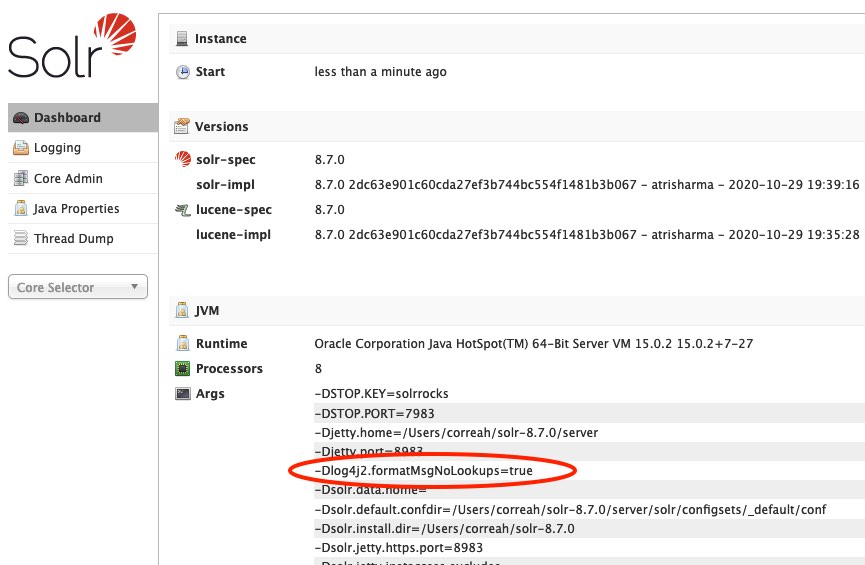 Solr
Dashboard
Logging
Core Admin
Java Properties
Thread Dump
Core Selector
Instance
Start less than a minute ago
Versions
solr-spec 8.7.0
solr-impl 8.7.0 2dc63e901c60cda27ef3b744bc554f1481b3b067 - atrisharma - 2020-10-29 19:39:16
lucene-spec 8.7.0
lucene-impl 8.7.0 2dc63e901c60cda27ef3b744bc554f1481b3b067 - atrisharma - 2020-10-29 19:35:28
JVM
Runtime Oracle Corporation Java HotSpot(TM) 64-Bit Server VM 15.0.2 15.0.2+7-27
Processors 8
Args -DSTOP.KEY=solrrocks
-DSTOP.PORT=7983
-Djetty.home=/Users/correah/solr-8.7.0/server
-Djetty.port=8983
-Dlog4j2.formatMsgNoLookups=true
-Dsolr.data.home=
-Dsolr.default.confdir=/Users/correah/solr-8.7.0/server/solr/configsets/_default/conf
-Dsolr.install.dir=/Users/correah/solr-8.7.0
-Dsolr.jetty.https.port=8983